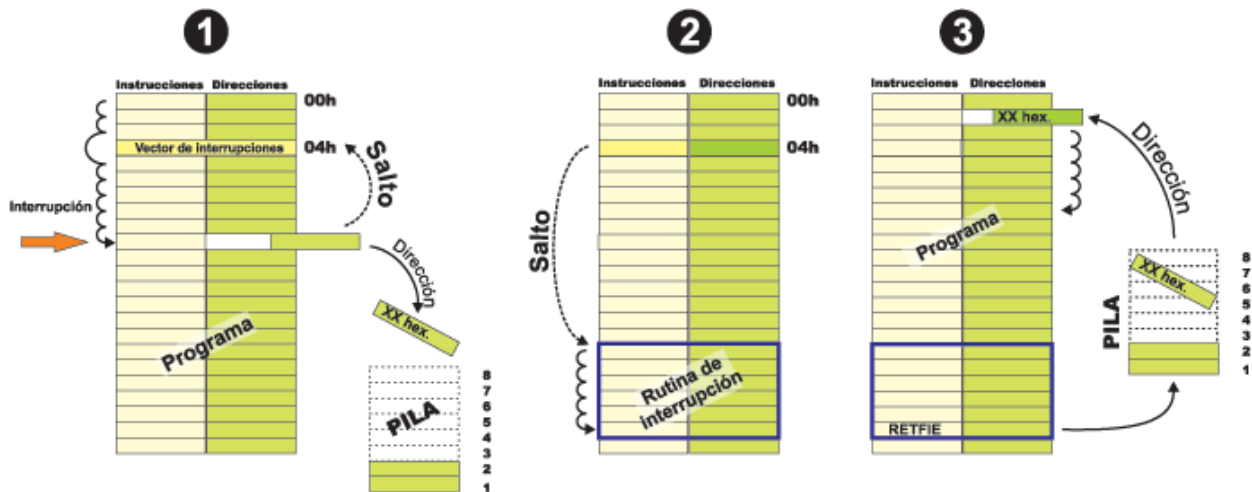 1
Instrucciones Direcciones
00h
Vector de interrupciones
04h
Salto
Interrupción
Dirección
XX hex.
Programa
PILA
8
7
6
5
4
3
2
1
2
Instrucciones Direcciones
00h
04h
Salto
Rutina de
interrupción
3
Instrucciones Direcciones
XX hex.
Dirección
Programa
XX hex.
PILA
8
7
6
5
4
3
2
1
RETFIE